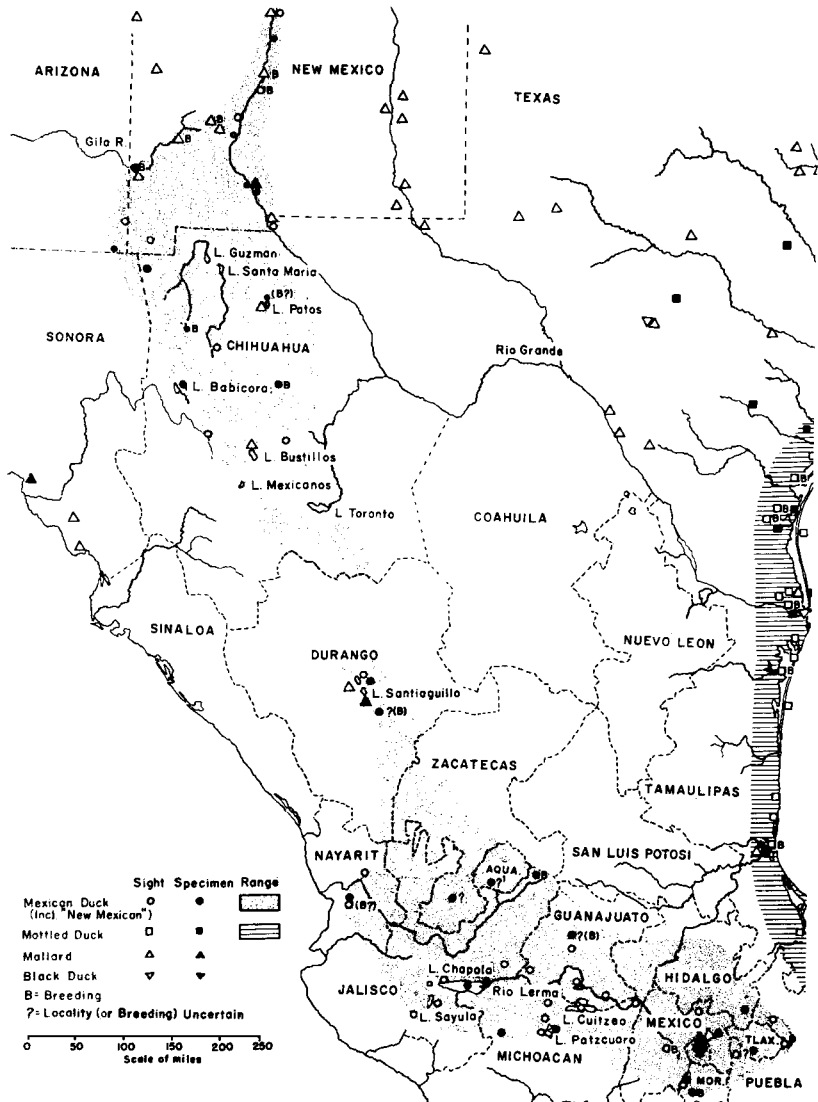 ARIZONA
NEW MEXICO
TEXAS
B
B
B
B
Gila R.
B
L. Guzman
L. Santa Maria
(B?)
L. Patos
B
SONORA
CHIHUAHUA
Rio Grande
L. Babicora
B
L. Bustillos
L. Mexicanos
L Toronto
COAHUILA
B
B
B
SINALOA
NUEVO LEON
DURANGO
B
L. Santiaguillo
?(B)
ZACATECAS
TAMAULIPAS
NAYARIT
SAN LUIS POTOSI
B
AQUA.
?
B
?
(B?)
GUANAJUATO
?(B)
Sight Specimen Range
Mexican Duck
(Incl. "New Mexican")
Mottled Duck
Mallard
Black Duck
B = Breeding
? = Locality (or Breeding) Uncertain
0 50 100 150 200 250
Scale of miles
L. Chapala
HIDALGO
JALISCO
Rio Lerma
L. Sayula
L. Cuitzeo
MEXICO
L. Patzcuaro
B
?
TLAX.
MICHOACAN
MOR.
PUEBLA
B